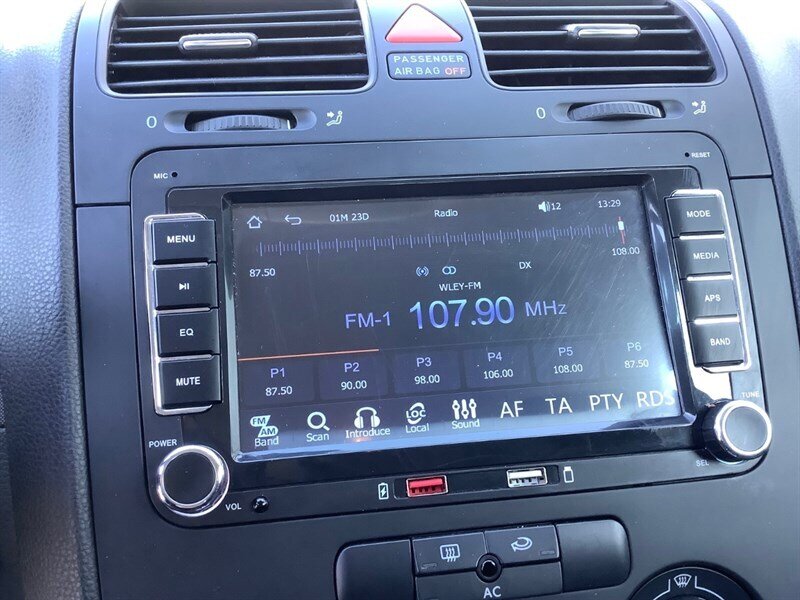 PASSENGER
AIR BAG OFF
0
0
MIC
RESET
MENU
EQ
MUTE
MODE
MEDIA
APS
BAND
01M 23D Radio 12 13:29
87.50 108.00
DX
WLEY-FM
FM-1 107.90 MHz
P1 P2 P3 P4 P5 P6
87.50 90.00 98.00 106.00 108.00 87.50
FM AM LOC
Band Scan Introduce Local Sound AF TA PTY RDS
POWER
VOL
TUNE
SEL
AC